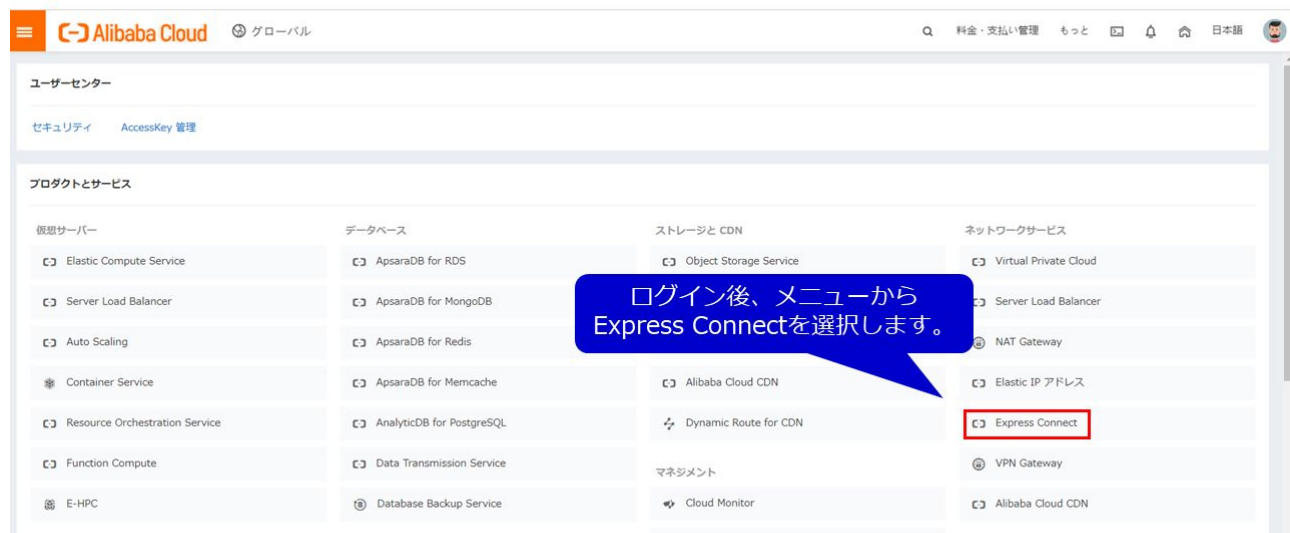 Alibaba Cloud
グローバル
料金・支払い管理
もっと
日本語
ユーザーセンター
セキュリティ
AccessKey 管理
プロダクトとサービス
仮想サーバー
Elastic Compute Service
Server Load Balancer
Auto Scaling
Container Service
Resource Orchestration Service
Function Compute
E-HPC
データベース
ApsaraDB for RDS
ApsaraDB for MongoDB
ApsaraDB for Redis
ApsaraDB for Memcache
AnalyticDB for PostgreSQL
Data Transmission Service
Database Backup Service
ストレージと CDN
Object Storage Service
ログイン後、メニューから
Express Connectを選択します。
Alibaba Cloud CDN
Dynamic Route for CDN
マネジメント
Cloud Monitor
ネットワークサービス
Virtual Private Cloud
Server Load Balancer
NAT Gateway
Elastic IP アドレス
Express Connect
VPN Gateway
Alibaba Cloud CDN